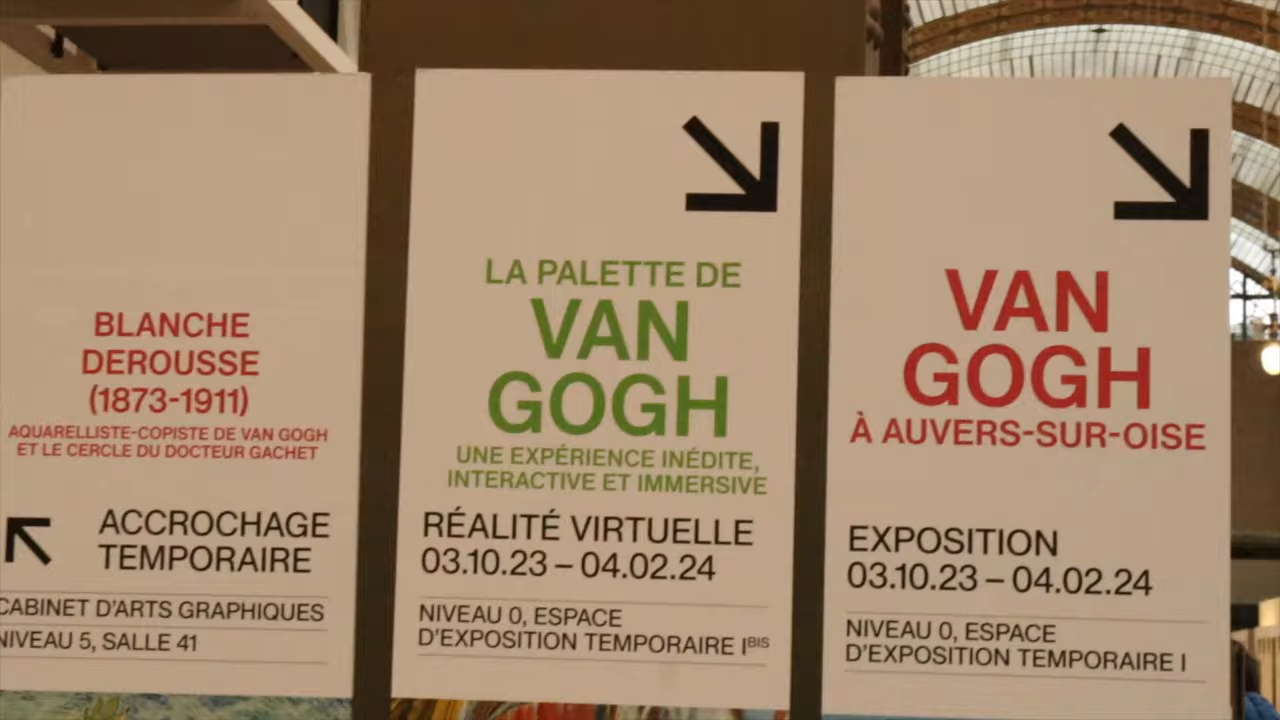 BLANCHE
DEROUSSE
(1873-1911)
AQUARELLISTE-COPISTE DE VAN GOGH
ET LE CERCLE DU DOCTEUR GACHET
ACCROCHAGE
TEMPORAIRE
CABINET D'ARTS GRAPHIQUES
NIVEAU 5, SALLE 41
LA PALETTE DE
VAN
GOGH
UNE EXPÉRIENCE INÉDITE,
INTERACTIVE ET IMMERSIVE
RÉALITÉ VIRTUELLE
03.10.23 – 04.02.24
NIVEAU 0, ESPACE
D'EXPOSITION TEMPORAIRE Iᴮᴵˢ
VAN
GOGH
À AUVERS-SUR-OISE
EXPOSITION
03.10.23 – 04.02.24
NIVEAU 0, ESPACE
D'EXPOSITION TEMPORAIRE I